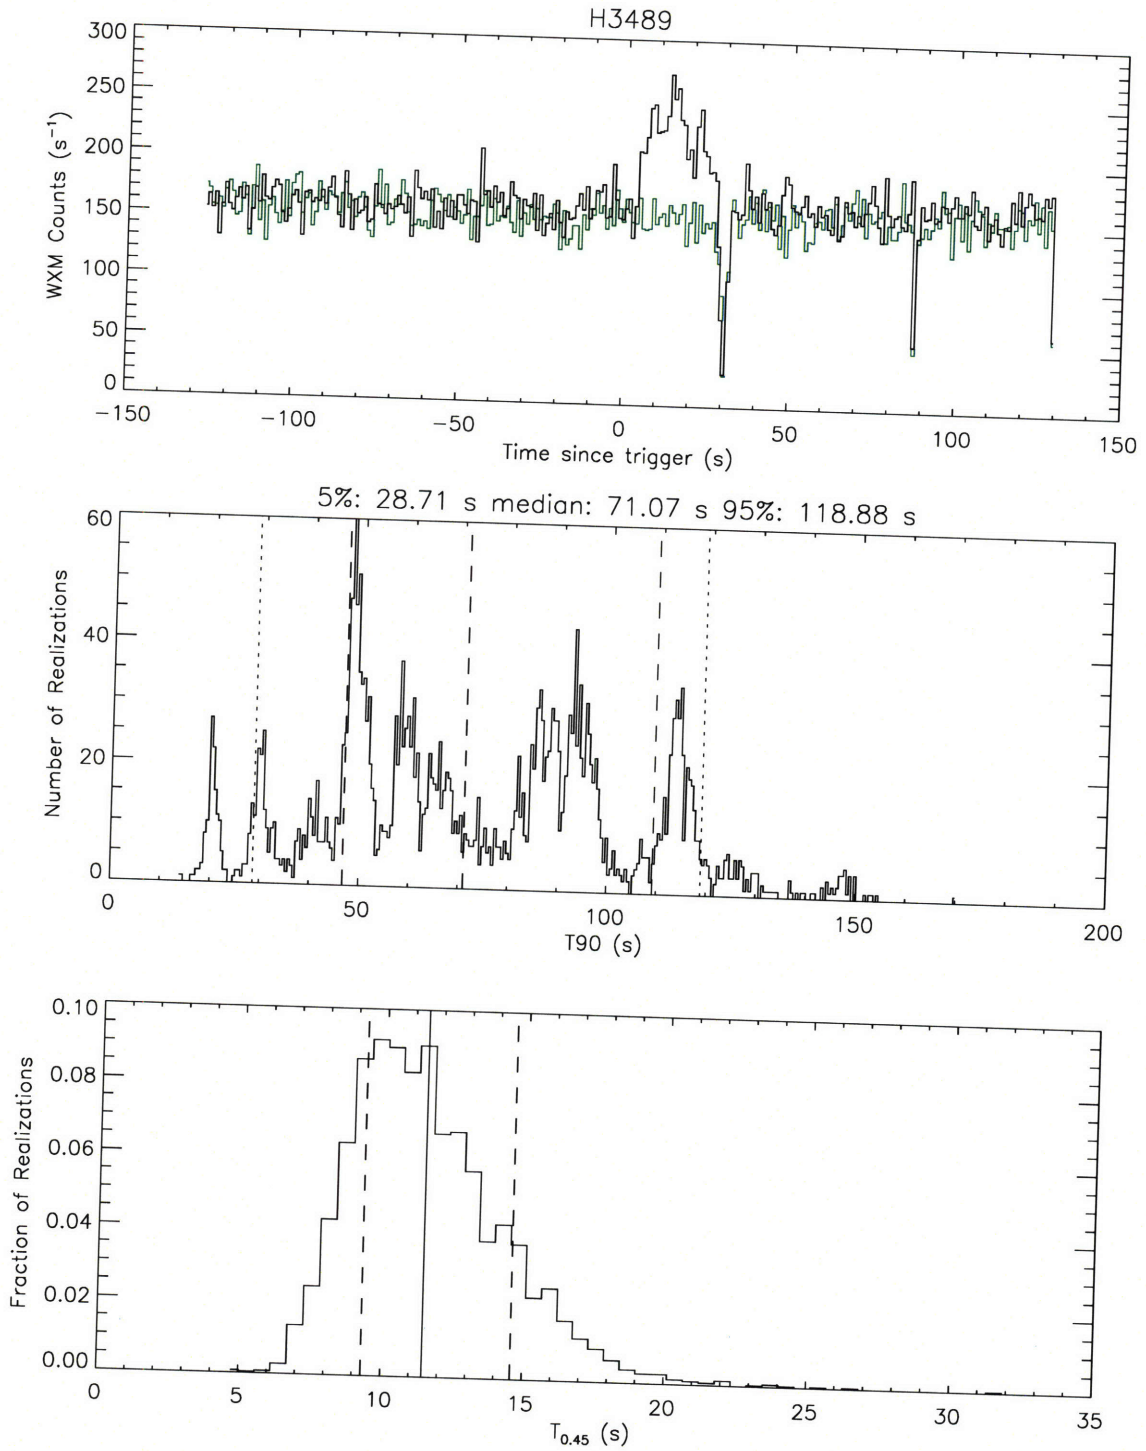 H3489
300
250
200
150
100
50
0
WXM Counts (s⁻¹)
−150 −100 −50 0 50 100 150
Time since trigger (s)
5%: 28.71 s median: 71.07 s 95%: 118.88 s
60
40
20
0
Number of Realizations
0 50 100 150 200
T90 (s)
0.10
0.08
0.06
0.04
0.02
0.00
Fraction of Realizations
0 5 10 15 20 25 30 35
T0.45 (s)